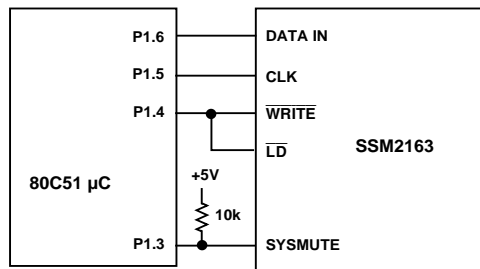 P1.6 DATA IN
P1.5 CLK
P1.4 WRITE
LD
80C51 µC SSM2163
+5V
10k
P1.3 SYSMUTE